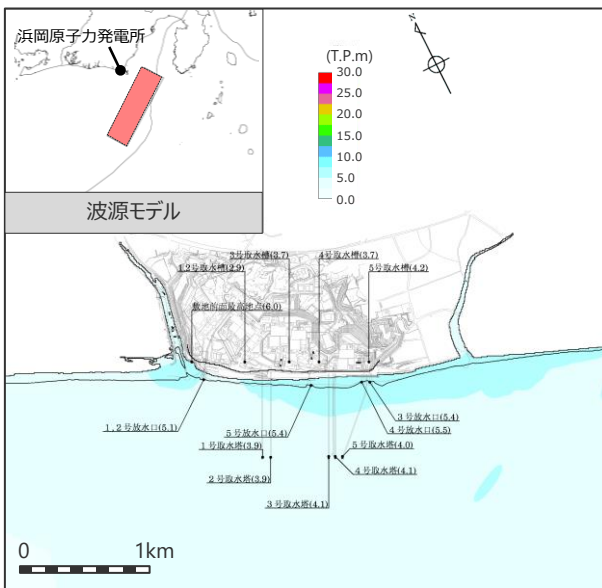 浜岡原子力発電所
波源モデル
N
(T.P.m)
30.0
25.0
20.0
15.0
10.0
5.0
0.0
3号取水槽(3.7)
4号取水槽(3.7)
1,2号取水槽(2.9)
5号取水槽(4.2)
敷地前面最高地点(6.0)
1,2号放水口(5.1)
5号放水口(5.4)
3号放水口(5.4)
4号放水口(5.5)
1号取水塔(3.9)
5号取水塔(4.0)
2号取水塔(3.9)
4号取水塔(4.1)
3号取水塔(4.1)
0 1km